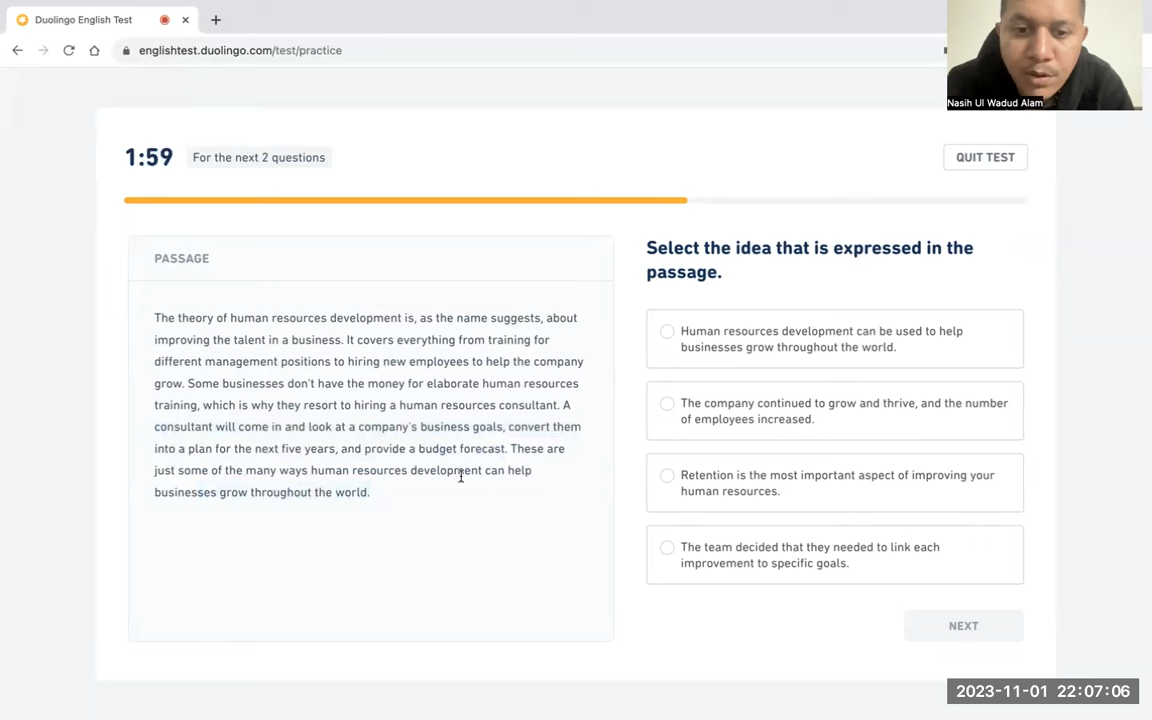 Duolingo English Test
englishtest.duolingo.com/test/practice
Nasih Ul Wadud Alam
1:59
For the next 2 questions
QUIT TEST
PASSAGE
The theory of human resources development is, as the name suggests, about
improving the talent in a business. It covers everything from training for
different management positions to hiring new employees to help the company
grow. Some businesses don't have the money for elaborate human resources
training, which is why they resort to hiring a human resources consultant. A
consultant will come in and look at a company's business goals, convert them
into a plan for the next five years, and provide a budget forecast. These are
just some of the many ways human resources development can help
businesses grow throughout the world.
Select the idea that is expressed in the
passage.
Human resources development can be used to help
businesses grow throughout the world.
The company continued to grow and thrive, and the number
of employees increased.
Retention is the most important aspect of improving your
human resources.
The team decided that they needed to link each
improvement to specific goals.
NEXT
2023-11-01 22:07:06